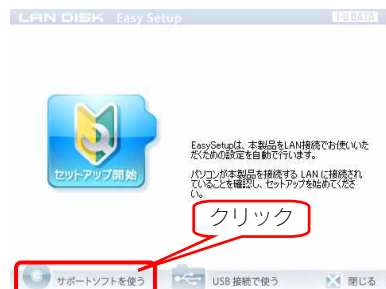 LAN DISK Easy Setup
I-O DATA
セットアップ開始
EasySetupは、本製品をLAN接続でお使いいた
だくための設定を自動で行います。
パソコンが本製品を接続する LAN に接続され
ていることを確認し、セットアップを始めてくださ
い。
クリック
サポートソフトを使う
USB 接続で使う
閉じる